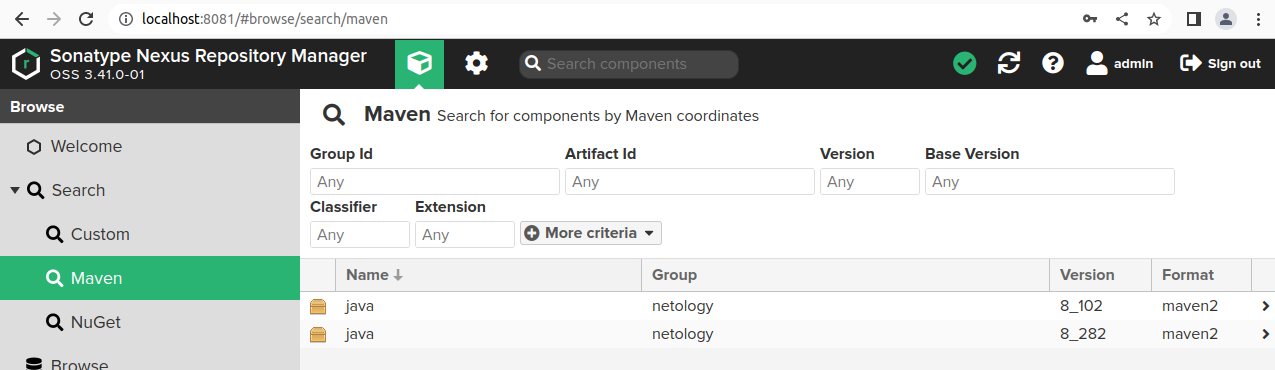 localhost:8081/#browse/search/maven
Sonatype Nexus Repository Manager
OSS 3.41.0-01
Search components
admin
Sign out
Browse
Welcome
Search
Custom
Maven
NuGet
Browse
Maven Search for components by Maven coordinates
Group Id Artifact Id Version Base Version
Any Any Any Any
Classifier Extension
Any Any More criteria
Name Group Version Format
java netology 8_102 maven2
java netology 8_282 maven2